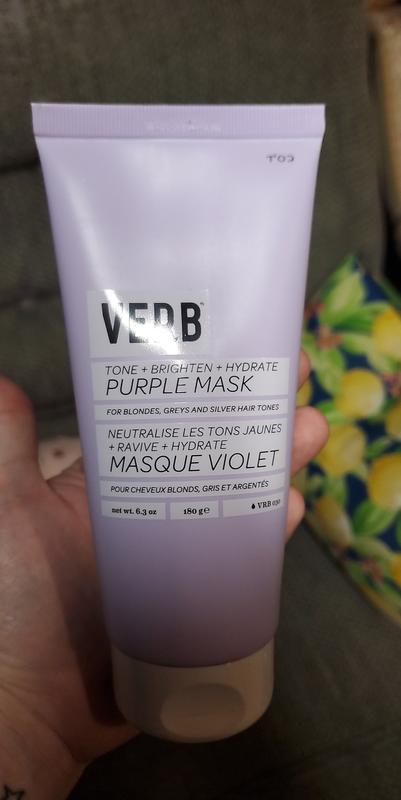 VERB
TONE + BRIGHTEN + HYDRATE
PURPLE MASK
FOR BLONDES, GREYS AND SILVER HAIR TONES
NEUTRALISE LES TONS JAUNES
+ RAVIVE + HYDRATE
MASQUE VIOLET
POUR CHEVEUX BLONDS, GRIS ET ARGENTÉS
net wt. 6.3 oz 180 g℮ VRB